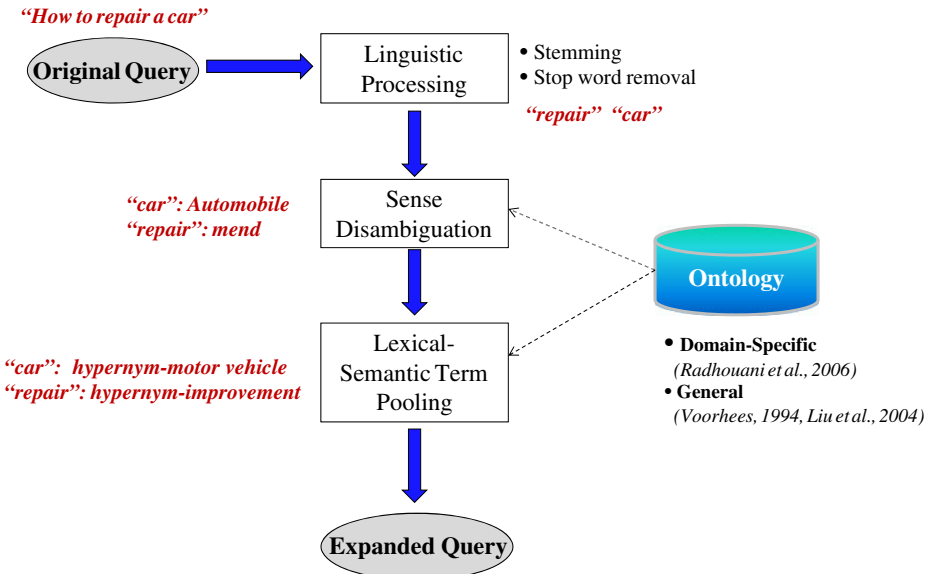 “How to repair a car”
Original Query
Linguistic
Processing
• Stemming
• Stop word removal
“repair” “car”
“car”: Automobile
“repair”: mend
Sense
Disambiguation
Ontology
“car”: hypernym-motor vehicle
“repair”: hypernym-improvement
Lexical-
Semantic Term
Pooling
• Domain-Specific
(Radhouani et al., 2006)
• General
(Voorhees, 1994, Liu et al., 2004)
Expanded Query